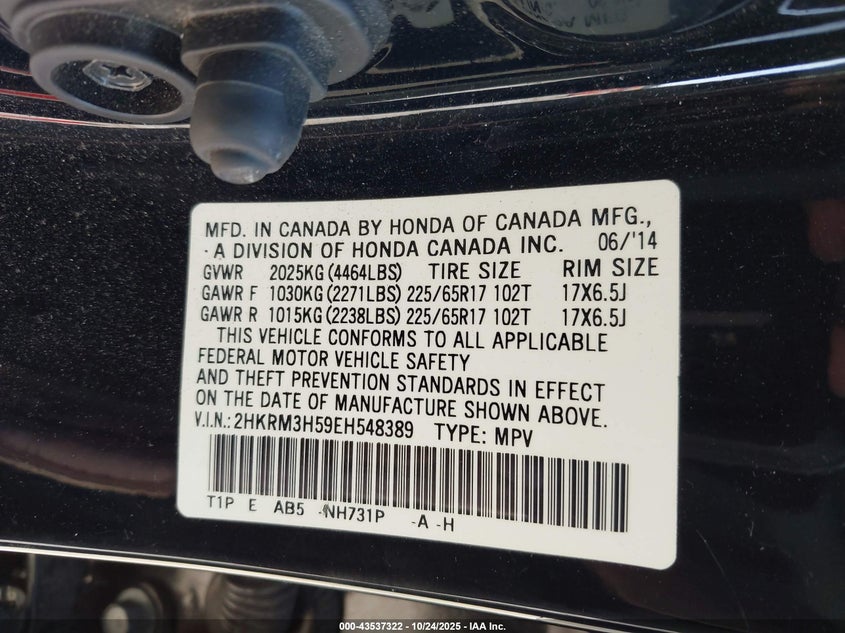 MFD. IN CANADA BY HONDA OF CANADA MFG.,
- A DIVISION OF HONDA CANADA INC. 06/'14
GVWR 2025KG (4464LBS) TIRE SIZE RIM SIZE
GAWR F 1030KG (2271LBS) 225/65R17 102T 17X6.5J
GAWR R 1015KG (2238LBS) 225/65R17 102T 17X6.5J
THIS VEHICLE CONFORMS TO ALL APPLICABLE
FEDERAL MOTOR VEHICLE SAFETY
AND THEFT PREVENTION STANDARDS IN EFFECT
ON THE DATE OF MANUFACTURE SHOWN ABOVE.
V.I.N.: 2HKRM3H59EH548389 TYPE: MPV
T1P E AB5 -NH731P -A -H
000-43537322 - 10/24/2025 - IAA Inc.